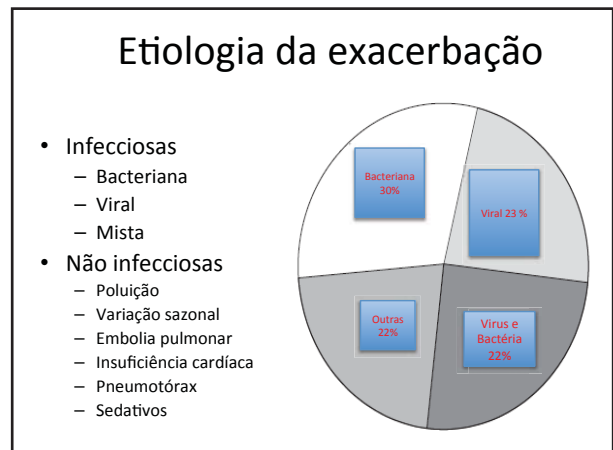 Etiologia da exacerbação
• Infecciosas
– Bacteriana
– Viral
– Mista
• Não infecciosas
– Poluição
– Variação sazonal
– Embolia pulmonar
– Insuficiência cardíaca
– Pneumotórax
– Sedativos
Bacteriana
30%
Viral 23 %
Outras
22%
Virus e
Bactéria
22%